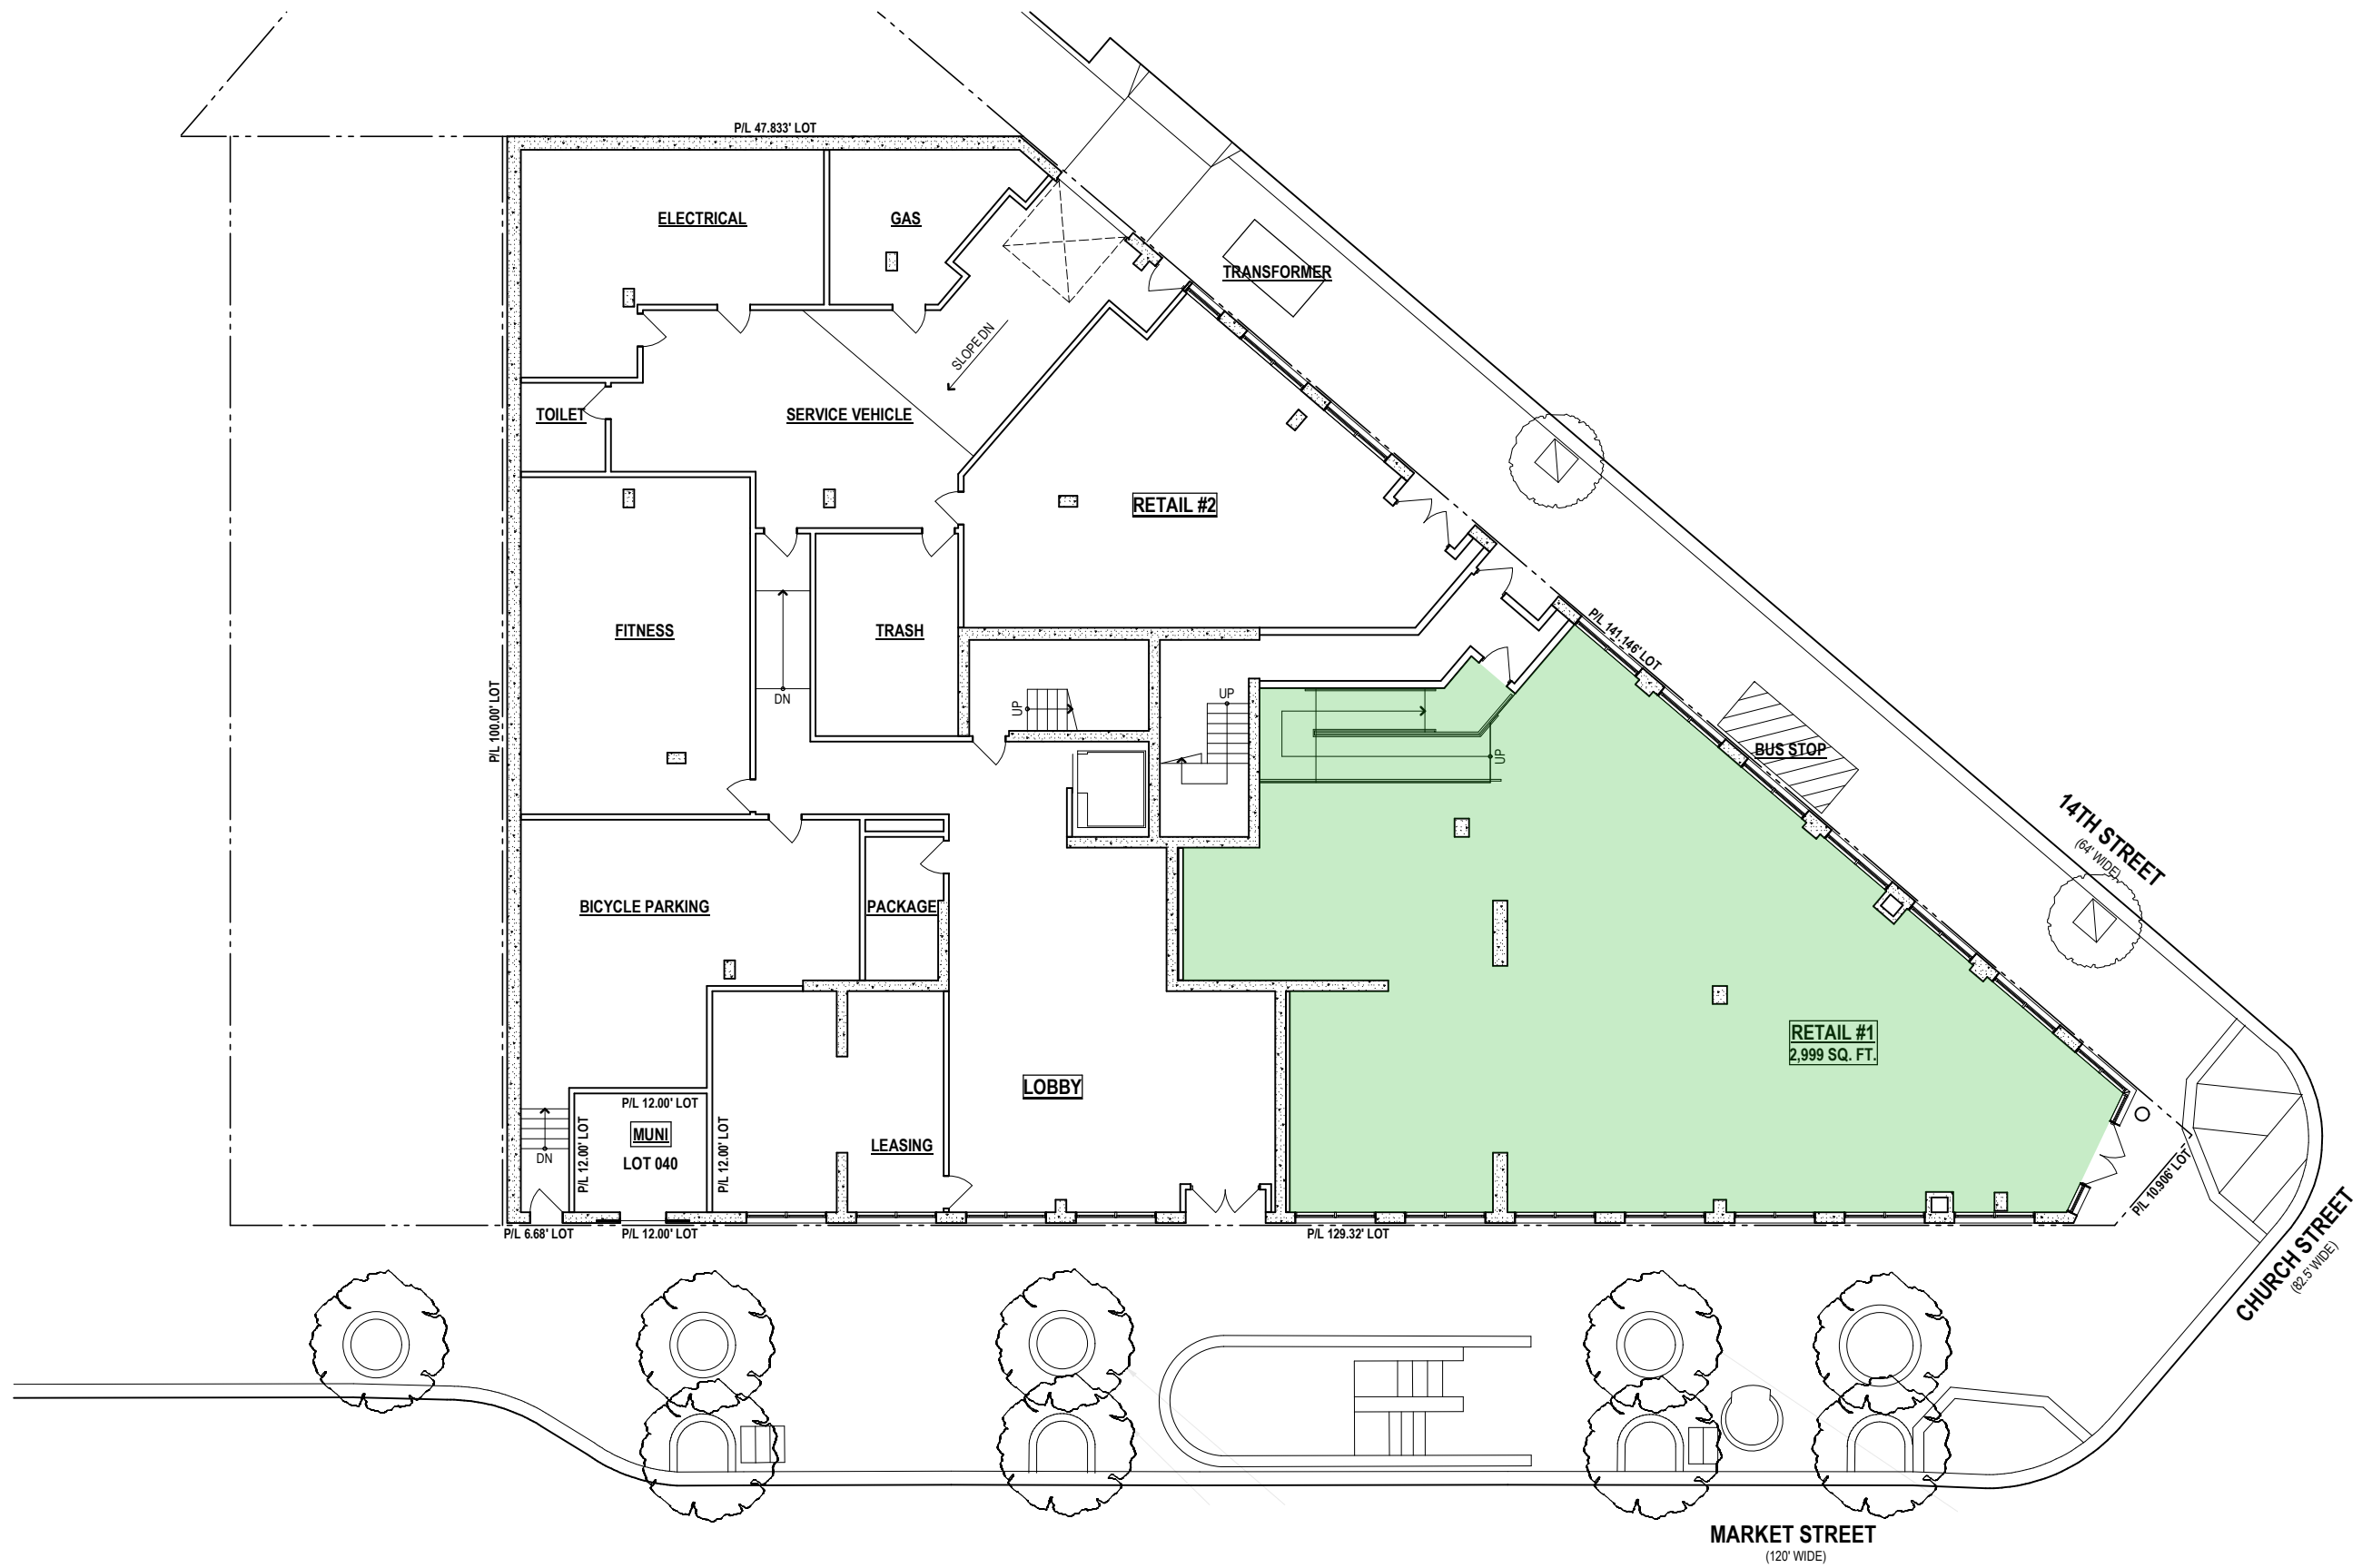 P/L 47.833' LOT
ELECTRICAL
GAS
TRANSFORMER
SLOPE DN
TOILET
SERVICE VEHICLE
RETAIL #2
FITNESS
TRASH
P/L 141.146' LOT
P/L 100.00' LOT
DN
UP
UP
UP
BUS STOP
14TH STREET
(64' WIDE)
BICYCLE PARKING
PACKAGE
RETAIL #1
2,999 SQ. FT.
LOBBY
P/L 12.00' LOT
P/L 12.00' LOT
MUNI
LOT 040
P/L 12.00' LOT
LEASING
DN
P/L 10.906' LOT
P/L 6.68' LOT
P/L 12.00' LOT
P/L 129.32' LOT
CHURCH STREET
(82.5' WIDE)
MARKET STREET
(120' WIDE)